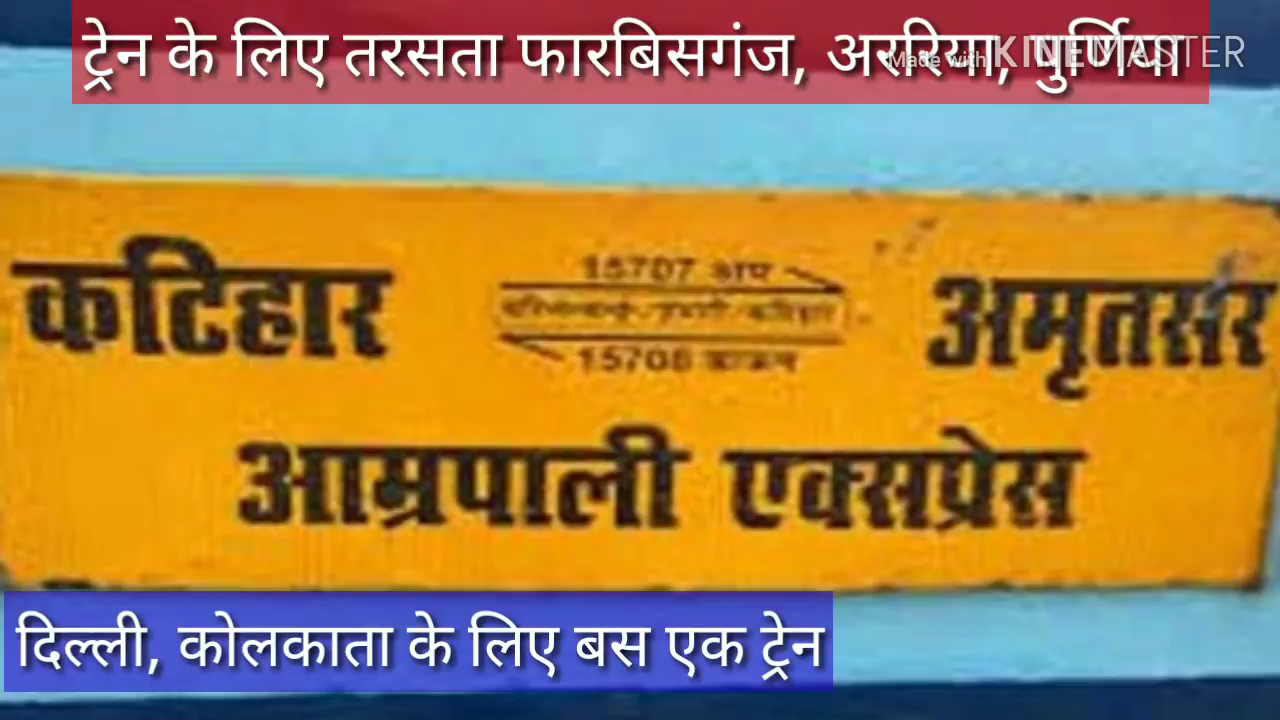 ट्रेन के लिए तरसता फारबिसगंज, अररिया, पुर्णिया
Made with KINEMASTER
कटिहार
15707 अप
अमृतसर
15708 डाऊन
आम्रपाली एक्सप्रेस
दिल्ली, कोलकाता के लिए बस एक ट्रेन